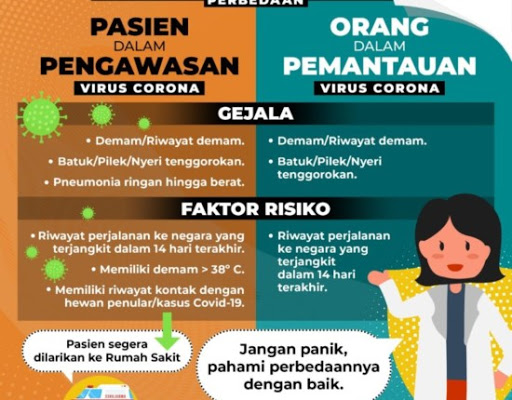 PERBEDAAN
PASIEN
DALAM
PENGAWASAN
VIRUS CORONA
ORANG
DALAM
PEMANTAUAN
VIRUS CORONA
GEJALA
• Demam/Riwayat demam.
• Batuk/Pilek/Nyeri tenggorokan.
• Pneumonia ringan hingga berat.
• Demam/Riwayat demam.
• Batuk/Pilek/Nyeri
tenggorokan.
FAKTOR RISIKO
• Riwayat perjalanan ke negara yang
terjangkit dalam 14 hari terakhir.
• Memiliki demam > 38° C.
• Memiliki riwayat kontak dengan
hewan penular/kasus Covid-19.
• Riwayat perjalanan
ke negara yang
terjangkit
dalam 14 hari
terakhir.
Pasien segera
dilarikan ke Rumah Sakit
Jangan panik,
pahami perbedaannya
dengan baik.